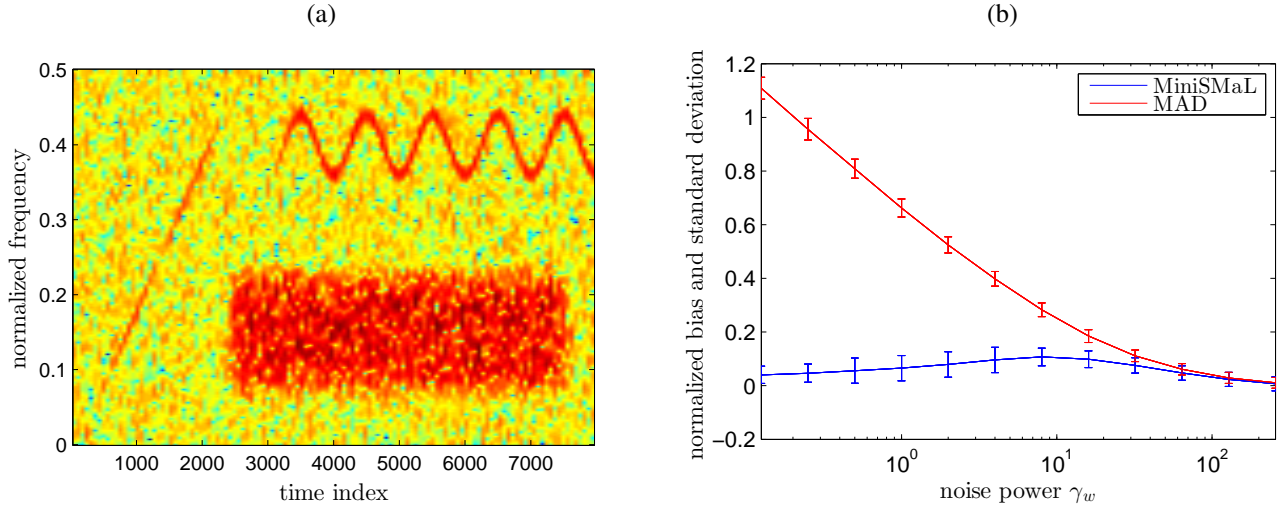 (a)
0.5
0.4
0.3
0.2
0.1
0
normalized frequency
1000 2000 3000 4000 5000 6000 7000
time index
(b)
1.2
1
0.8
0.6
0.4
0.2
0
−0.2
normalized bias and standard deviation
MiniSMaL
MAD
10^0 10^1 10^2
noise power γ_w